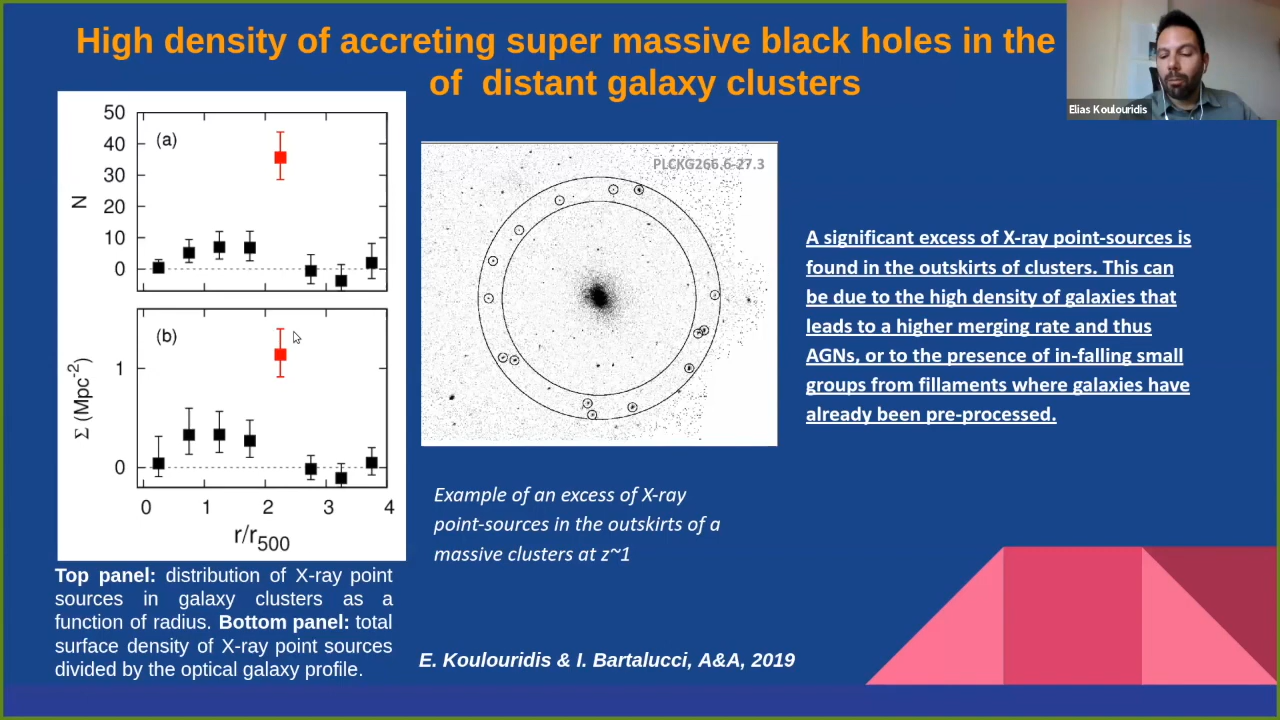 High density of accreting super massive black holes in the
of distant galaxy clusters
Elias Koulouridis
50
40
30
20
10
0
N
(a)
1
0
Σ (Mpc-2)
(b)
0 1 2 3 4
r/r500
PLCKG266.6-27.3
A significant excess of X-ray point-sources is
found in the outskirts of clusters. This can
be due to the high density of galaxies that
leads to a higher merging rate and thus
AGNs, or to the presence of in-falling small
groups from fillaments where galaxies have
already been pre-processed.
Example of an excess of X-ray
point-sources in the outskirts of a
massive clusters at z~1
Top panel: distribution of X-ray point
sources in galaxy clusters as a
function of radius. Bottom panel: total
surface density of X-ray point sources
divided by the optical galaxy profile.
E. Koulouridis & I. Bartalucci, A&A, 2019